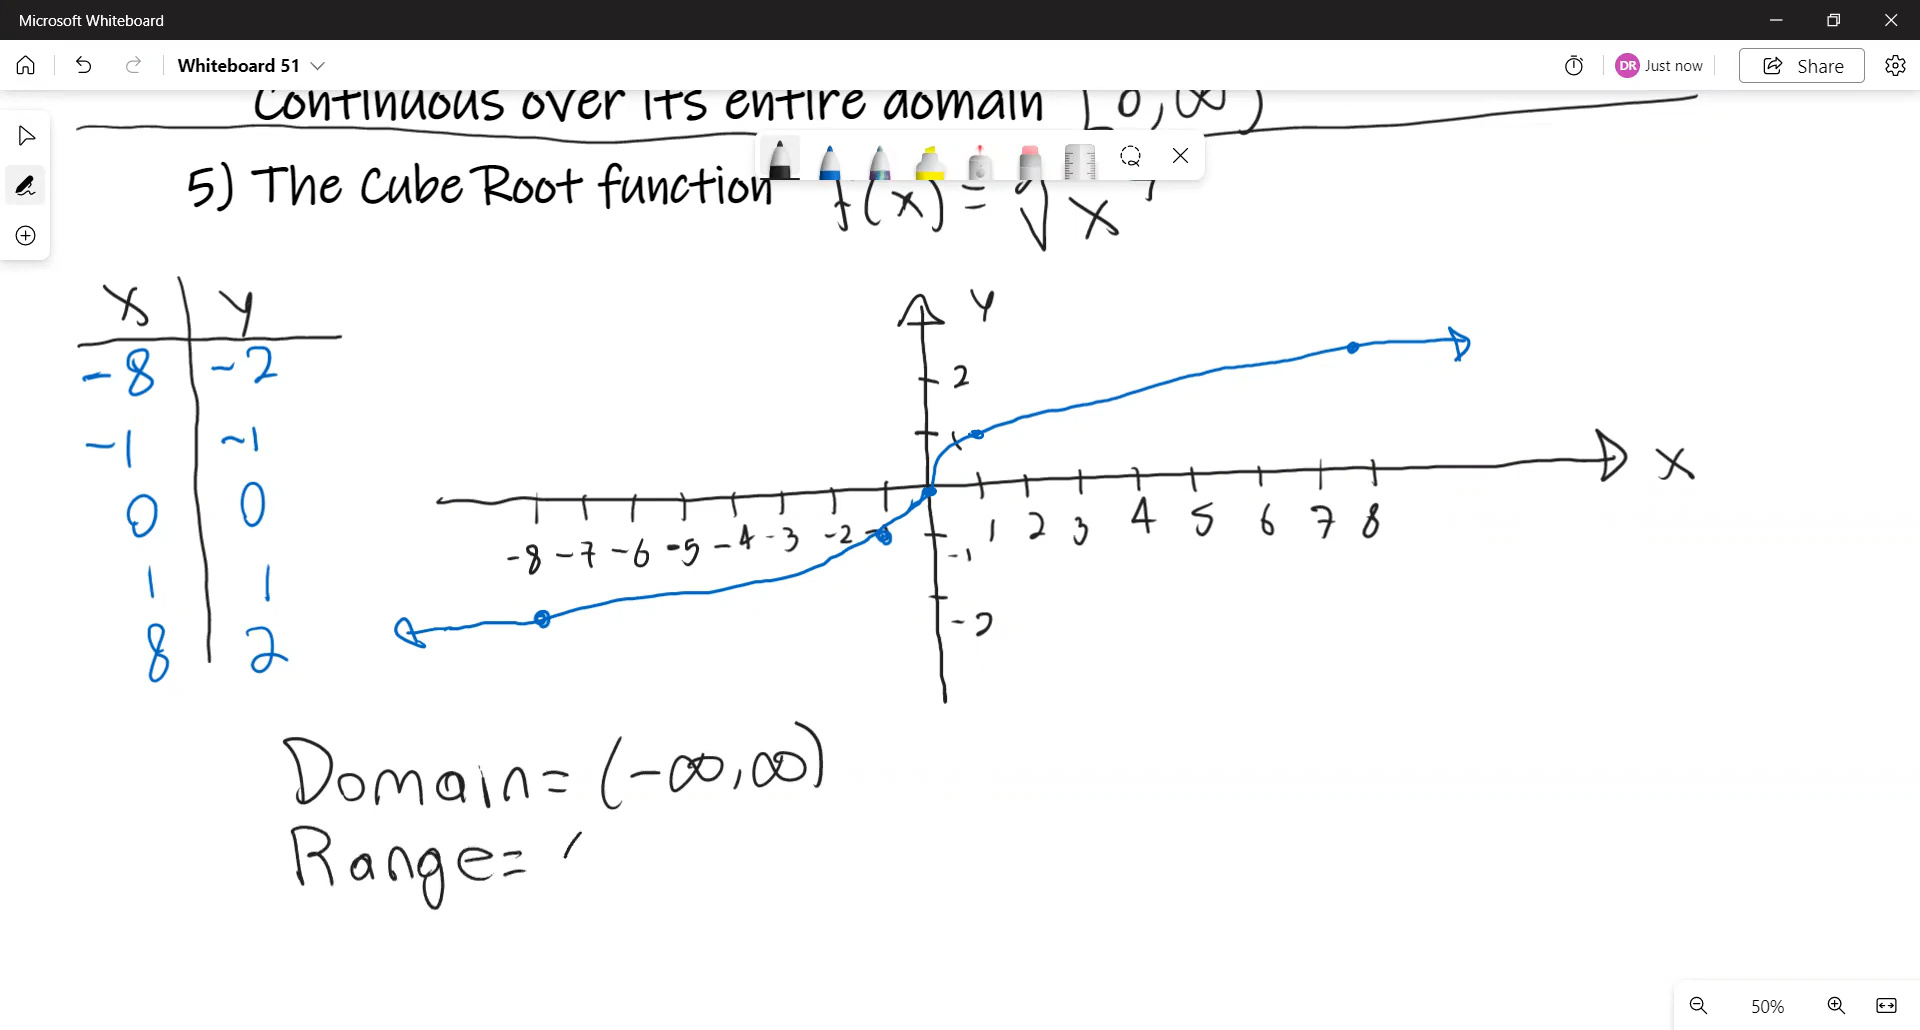 Microsoft Whiteboard
Whiteboard 51
DR Just now Share
Continuous over its entire domain [0,∞)
5) The Cube Root function f(x) = ∛x
x y
-8 -2
-1 -1
0 0
1 1
8 2
y
2
x
-8 -7 -6 -5 -4 -3 -2
1 2 3 4 5 6 7 8
-1
-2
Domain= (-∞,∞)
Range= (
50%